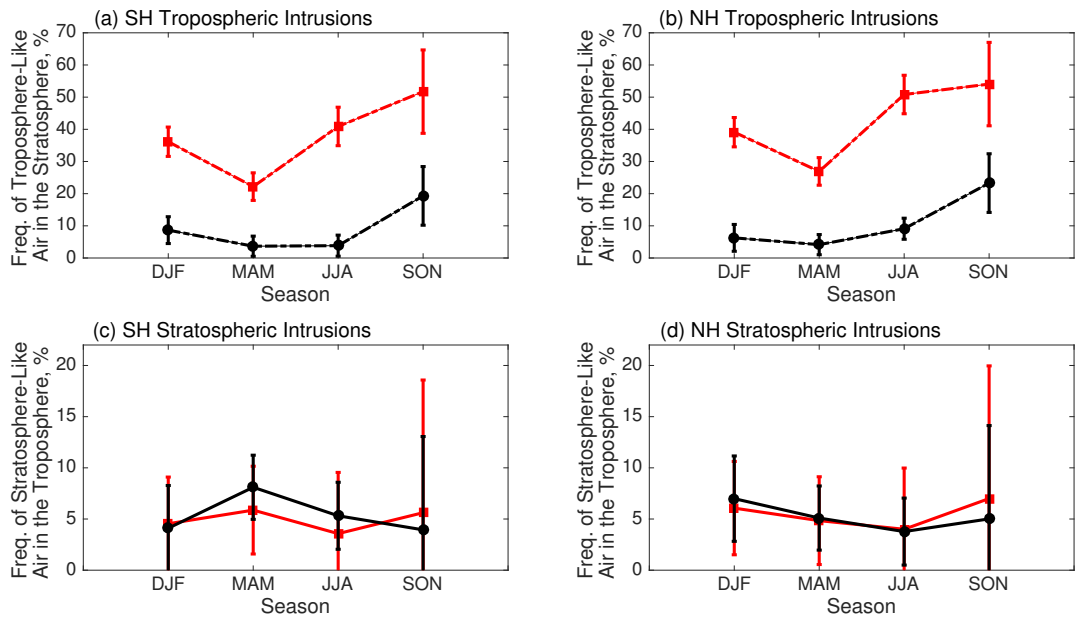 (a) SH Tropospheric Intrusions
Freq. of Troposphere-Like
Air in the Stratosphere, %
70
60
50
40
30
20
10
0
DJF MAM JJA SON
Season
(b) NH Tropospheric Intrusions
Freq. of Troposphere-Like
Air in the Stratosphere, %
70
60
50
40
30
20
10
0
DJF MAM JJA SON
Season
(c) SH Stratospheric Intrusions
Freq. of Stratosphere-Like
Air in the Troposphere, %
20
15
10
5
0
DJF MAM JJA SON
Season
(d) NH Stratospheric Intrusions
Freq. of Stratosphere-Like
Air in the Troposphere, %
20
15
10
5
0
DJF MAM JJA SON
Season